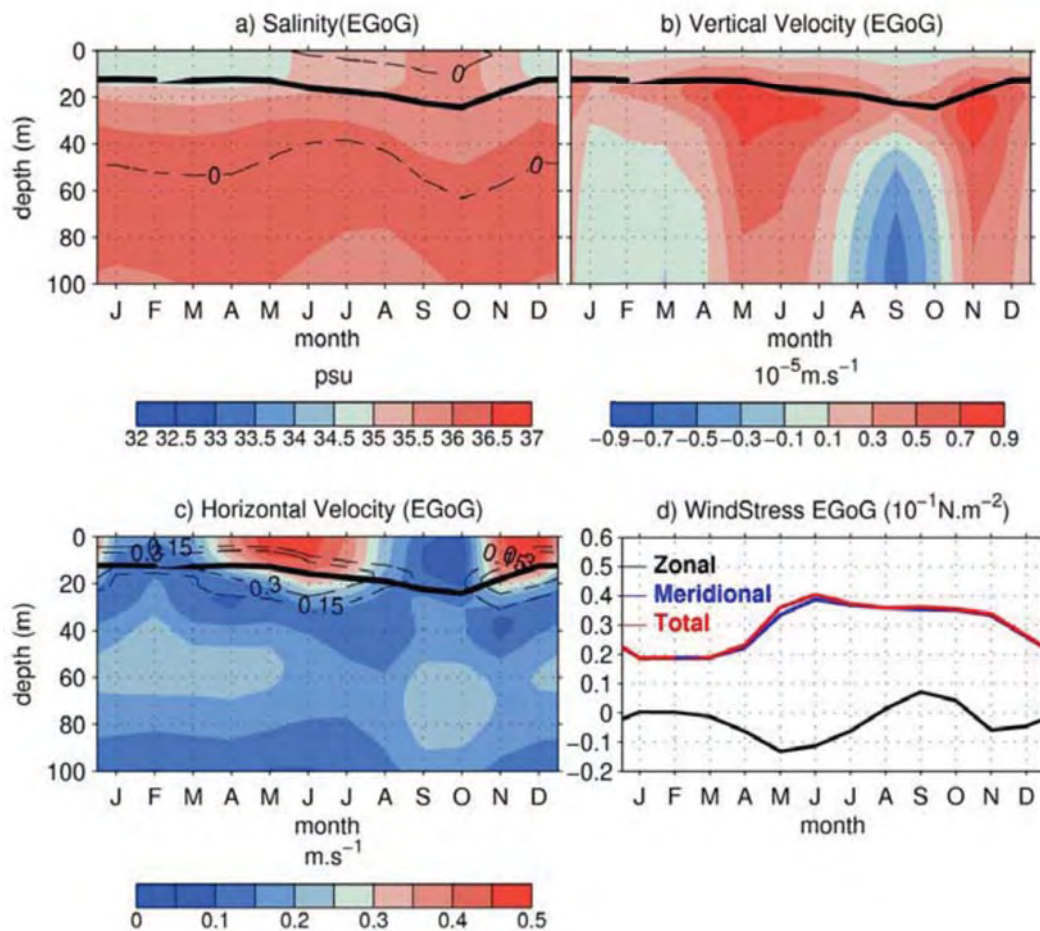 a) Salinity(EGoG)
b) Vertical Velocity (EGoG)
0
20
40
60
80
100
depth (m)
0
0
0
J F M A M J J A S O N D
month
J F M A M J J A S O N D
month
psu
10⁻⁵m.s⁻¹
32 32.5 33 33.5 34 34.5 35 35.5 36 36.5 37
−0.9 −0.7 −0.5 −0.3 −0.1 0.1 0.3 0.5 0.7 0.9
c) Horizontal Velocity (EGoG)
d) WindStress EGoG (10⁻¹N.m⁻²)
0
20
40
60
80
100
depth (m)
0.15
0.3
0.15
0.6
0.5
0.4
0.3
0.2
0.1
0
−0.1
−0.2
Zonal
Meridional
Total
J F M A M J J A S O N D
month
J F M A M J J A S O N D
month
m.s⁻¹
0 0.1 0.2 0.3 0.4 0.5